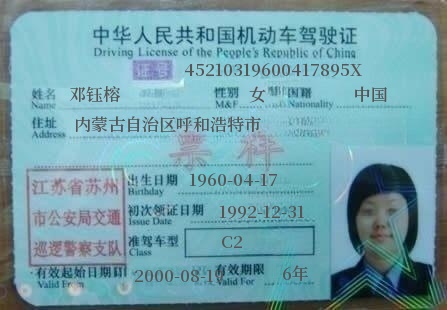 中华人民共和国机动车驾驶证
Driving License of the People's Republic of China
证号 45210319600417895X
姓名 邓钰榕 性别 女 国籍 中国
Name M&F Nationality
住址 内蒙古自治区呼和浩特市
Address
票样
出生日期 1960-04-17
Birthday
初次领证日期 1992-12-31
Issue Date
准驾车型 C2
Class
有效起始日期 2000-08-10 有效期限 6年
Valid From Valid For
江苏省苏州
市公安局交通
巡逻警察支队